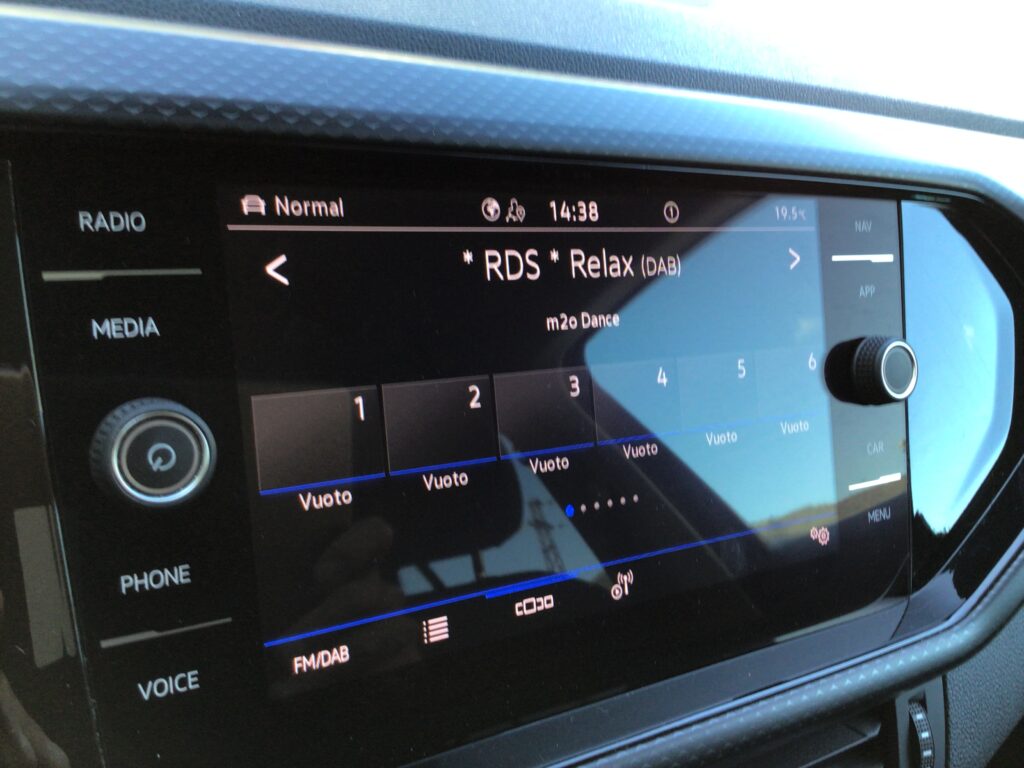 RADIO
MEDIA
PHONE
VOICE
Normal 14:38 19.5°C
* RDS * Relax (DAB)
m2o Dance
1 2 3 4 5 6
Vuoto Vuoto Vuoto Vuoto Vuoto Vuoto
FM/DAB
NAV
APP
CAR
MENU